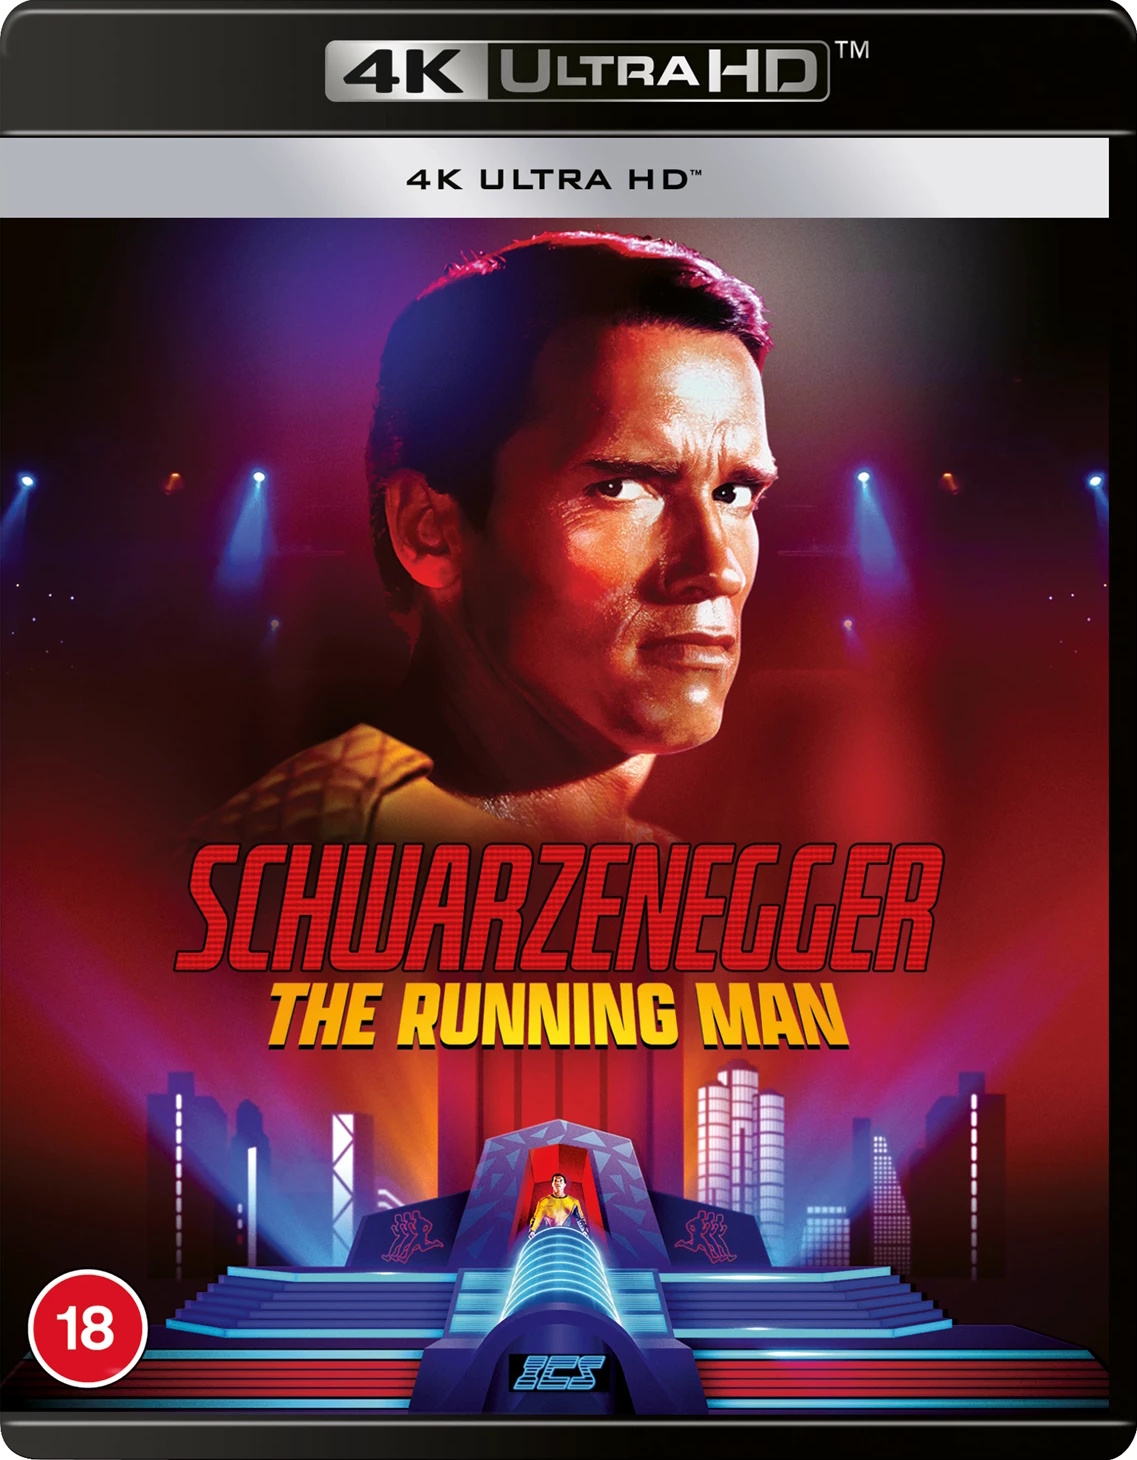 4K ULTRA HD™
4K ULTRA HD™
SCHWARZENEGGER
THE RUNNING MAN
18
ICS